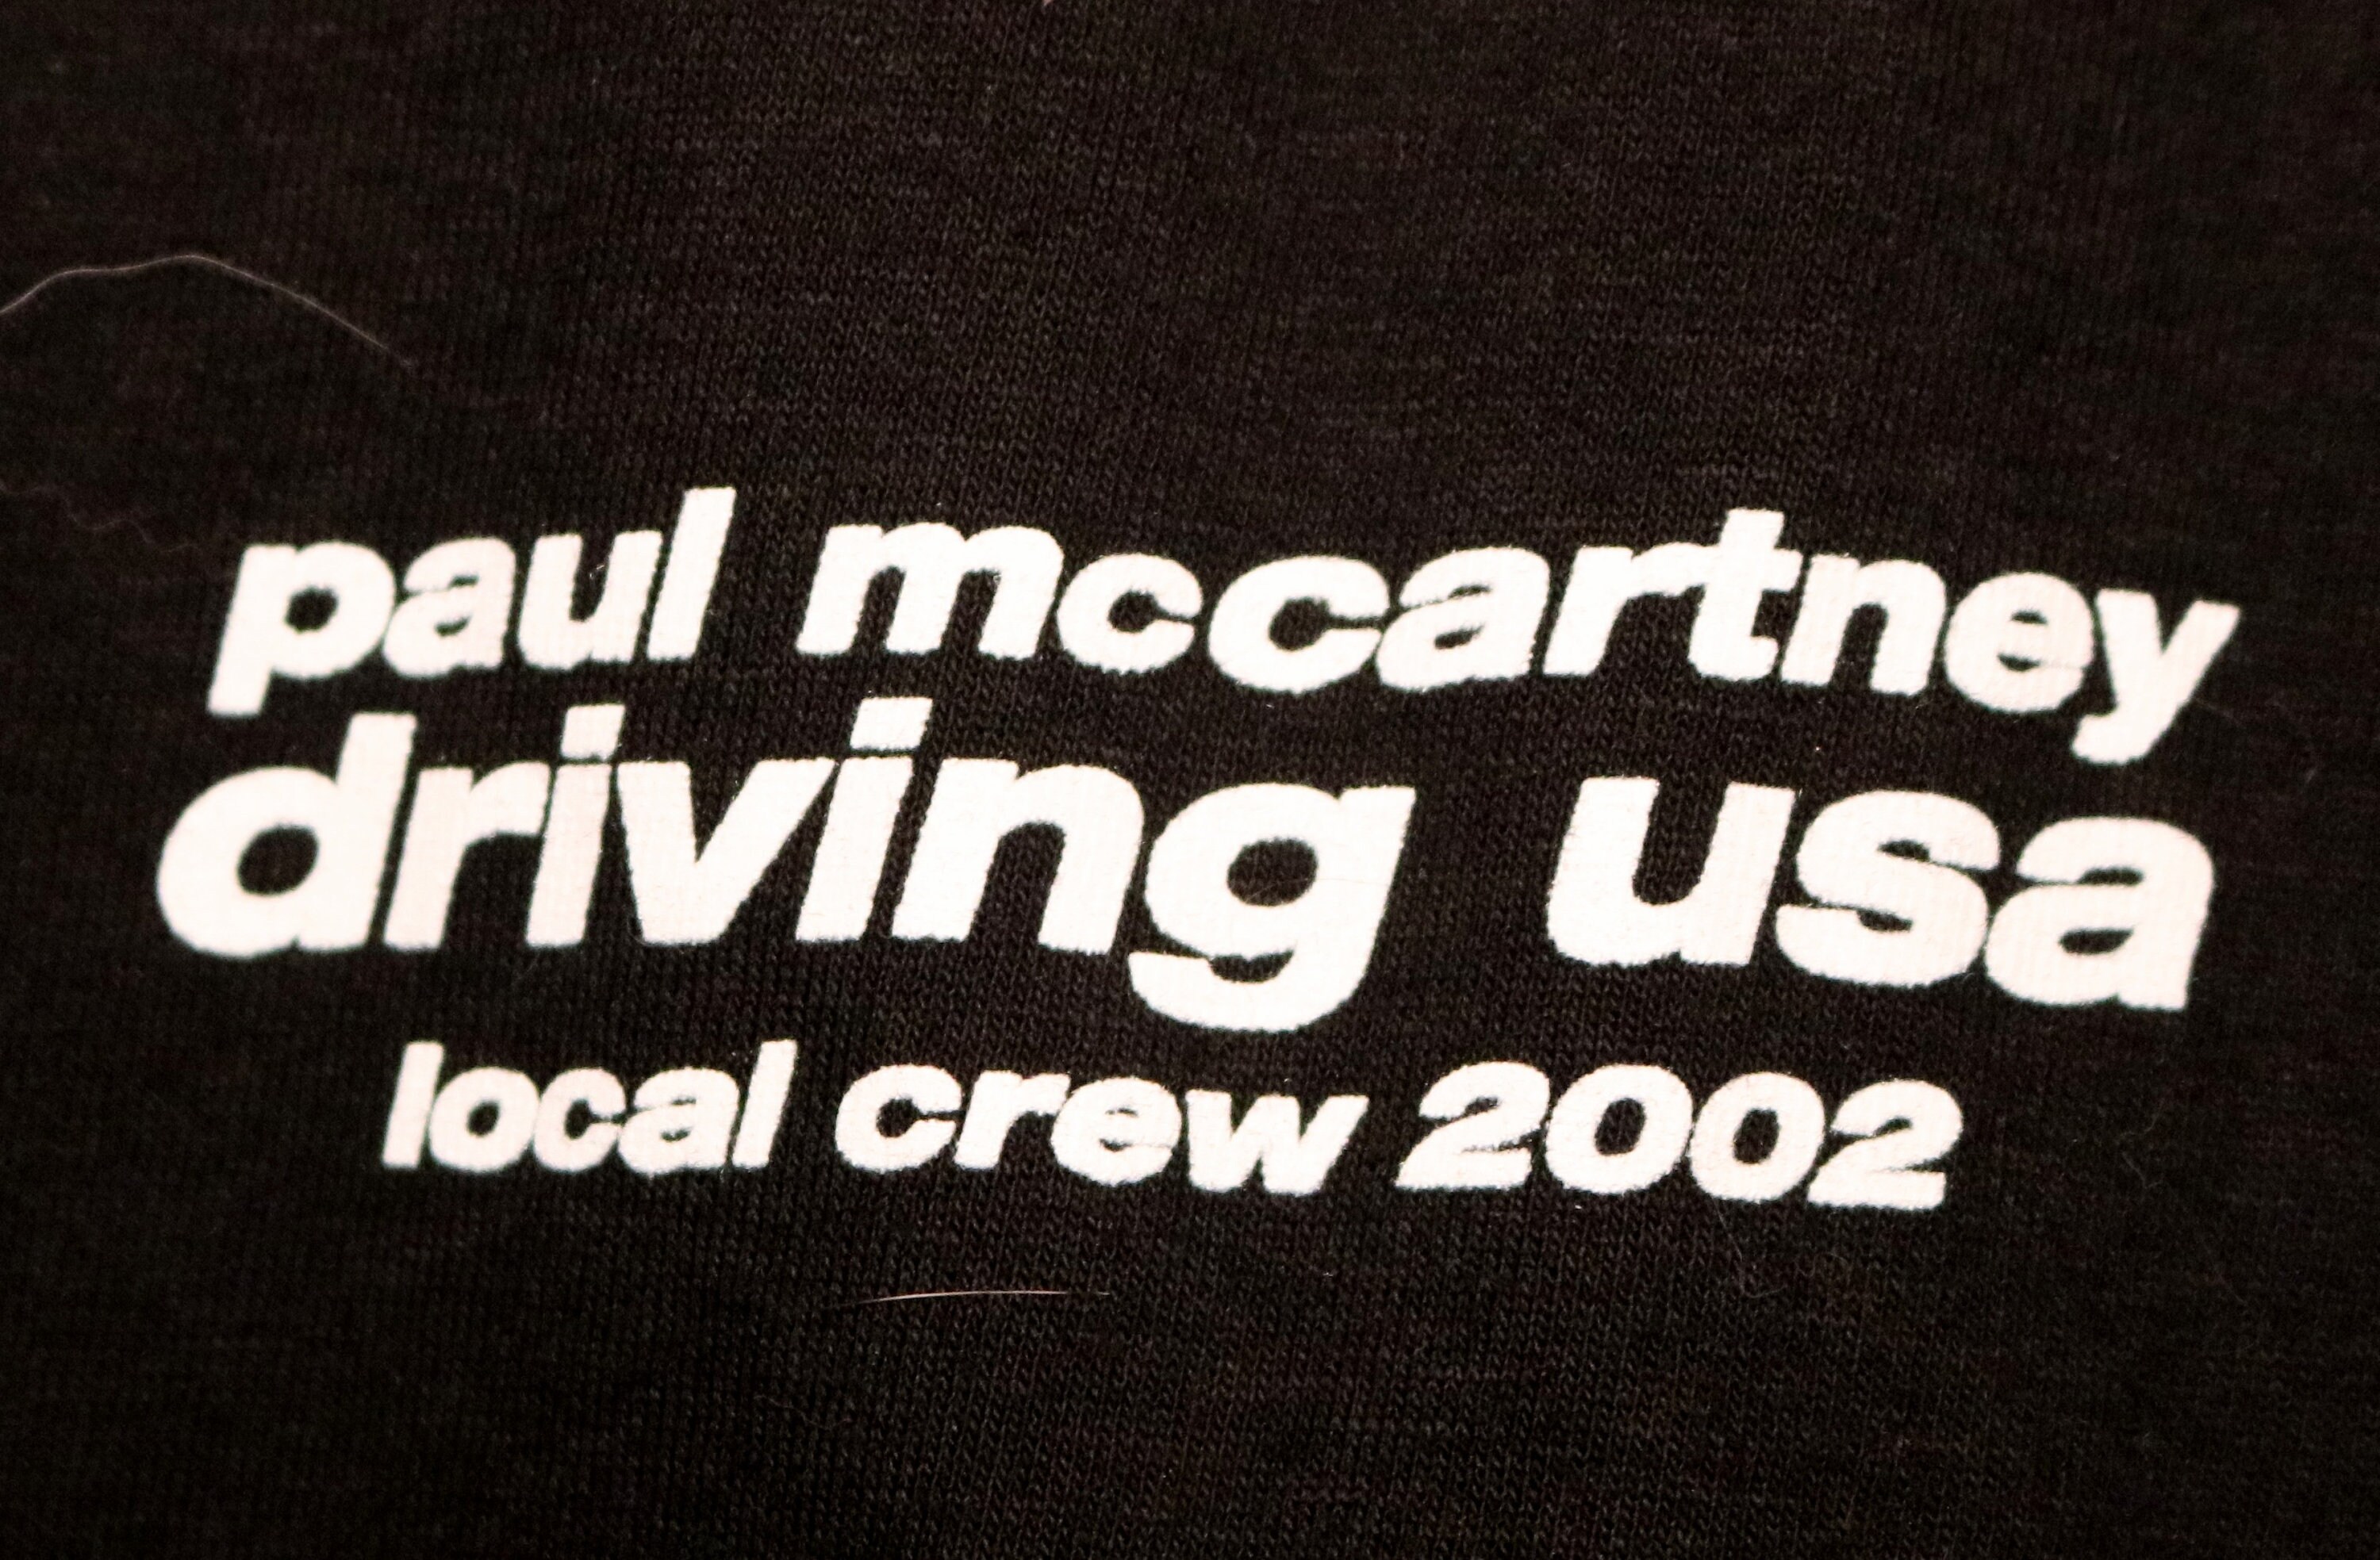 paul mccartney
driving usa
local crew 2002